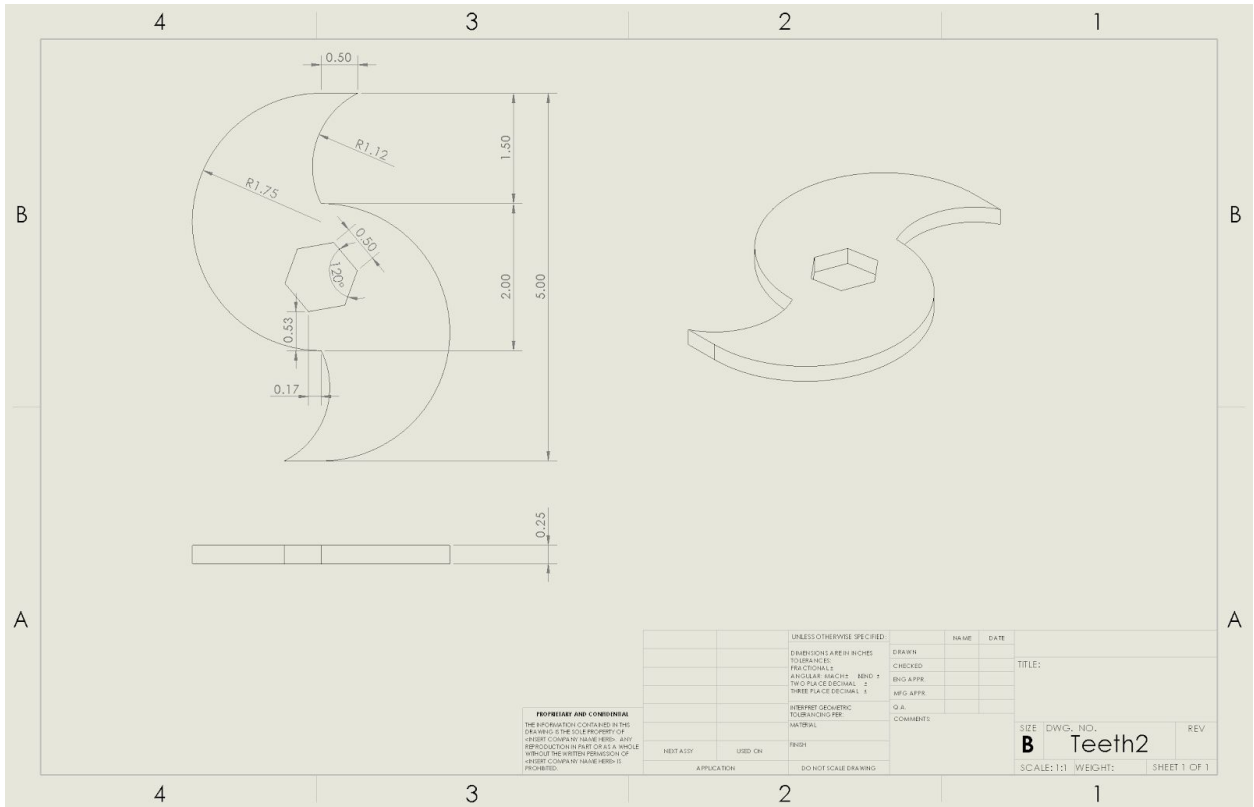 4 3 2 1
B B
A A
4 3 2 1
0.50
R1.12
1.50
R1.75
0.50
120°
2.00
5.00
0.53
0.17
0.25
UNLESS OTHERWISE SPECIFIED:
DIMENSIONS ARE IN INCHES
TOLERANCES:
FRACTIONAL ±
ANGULAR: MACH ± BEND ±
TWO PLACE DECIMAL ±
THREE PLACE DECIMAL ±
INTERPRET GEOMETRIC
TOLERANCING PER:
MATERIAL
FINISH
DO NOT SCALE DRAWING
NAME DATE
DRAWN
CHECKED
ENG APPR.
MFG APPR.
Q.A.
COMMENTS:
TITLE:
SIZE DWG. NO. REV
B Teeth2
SCALE: 1:1 WEIGHT: SHEET 1 OF 1
PROPRIETARY AND CONFIDENTIAL
THE INFORMATION CONTAINED IN THIS
DRAWING IS THE SOLE PROPERTY OF
<INSERT COMPANY NAME HERE>. ANY
REPRODUCTION IN PART OR AS A WHOLE
WITHOUT THE WRITTEN PERMISSION OF
<INSERT COMPANY NAME HERE> IS
PROHIBITED.
NEXT ASSY USED ON
APPLICATION